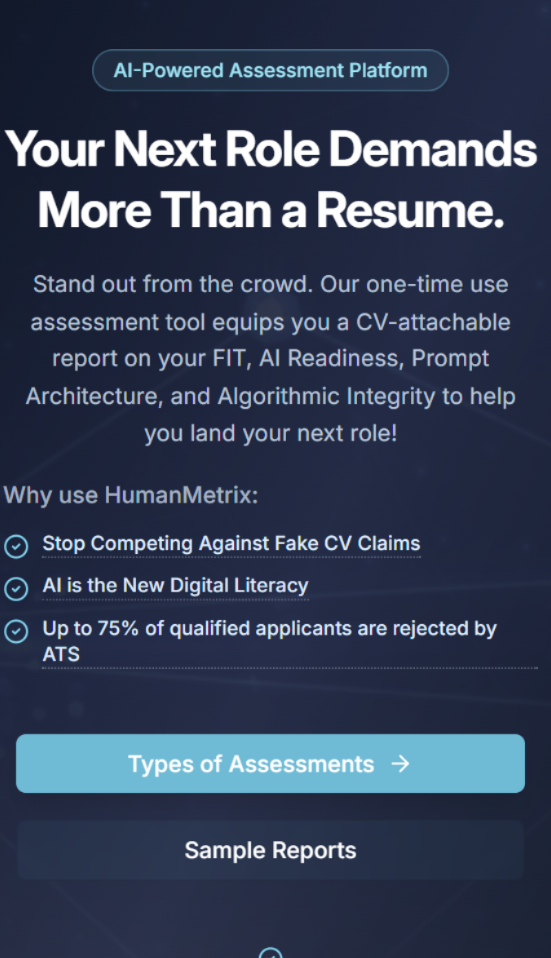 AI-Powered Assessment Platform
Your Next Role Demands
More Than a Resume.
Stand out from the crowd. Our one-time use
assessment tool equips you a CV-attachable
report on your FIT, AI Readiness, Prompt
Architecture, and Algorithmic Integrity to help
you land your next role!
Why use HumanMetrix:
Stop Competing Against Fake CV Claims
AI is the New Digital Literacy
Up to 75% of qualified applicants are rejected by
ATS
Types of Assessments →
Sample Reports